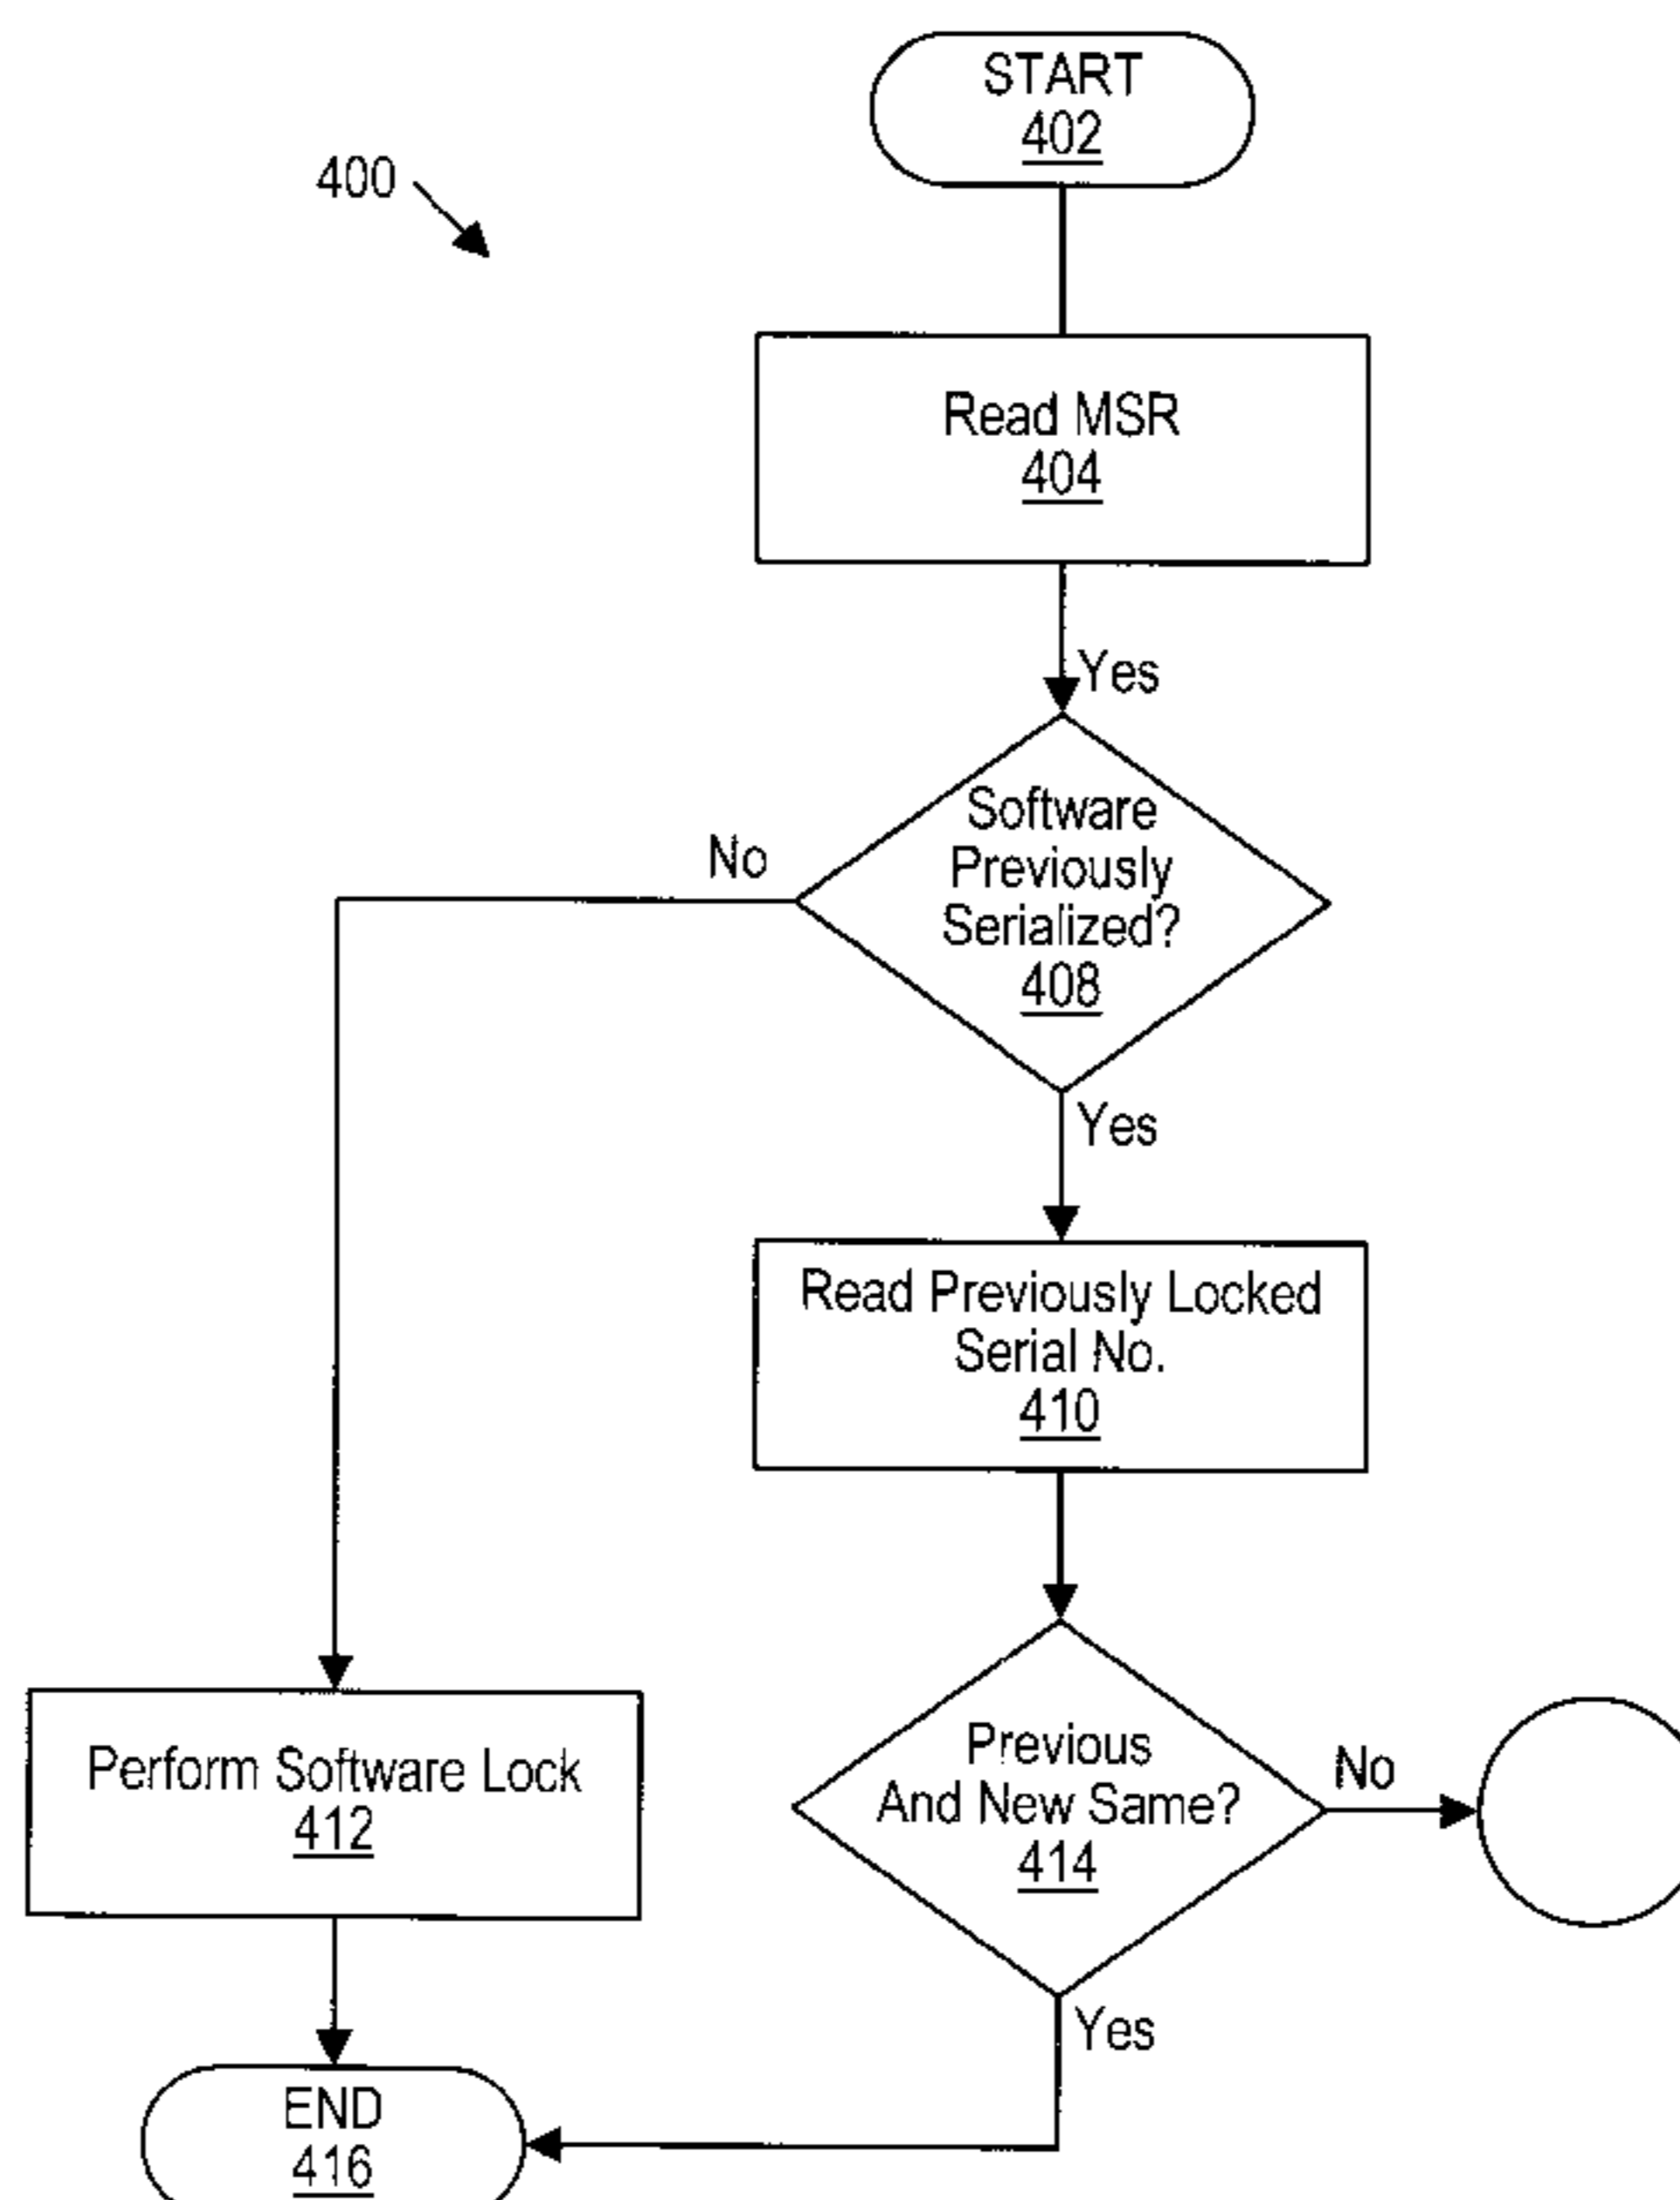 START
402
400
Read MSR
404
Yes
Software
Previously
Serialized?
408
No
Yes
Read Previously Locked
Serial No.
410
Perform Software Lock
412
Previous
And New Same?
414
No
Yes
END
416